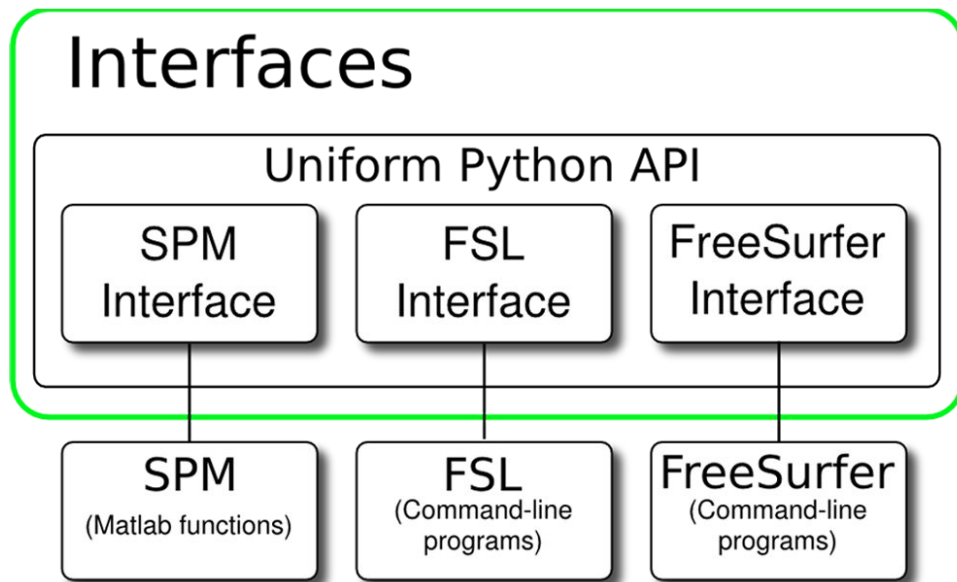 Interfaces
Uniform Python API
SPM
Interface
FSL
Interface
FreeSurfer
Interface
SPM
(Matlab functions)
FSL
(Command-line
programs)
FreeSurfer
(Command-line
programs)